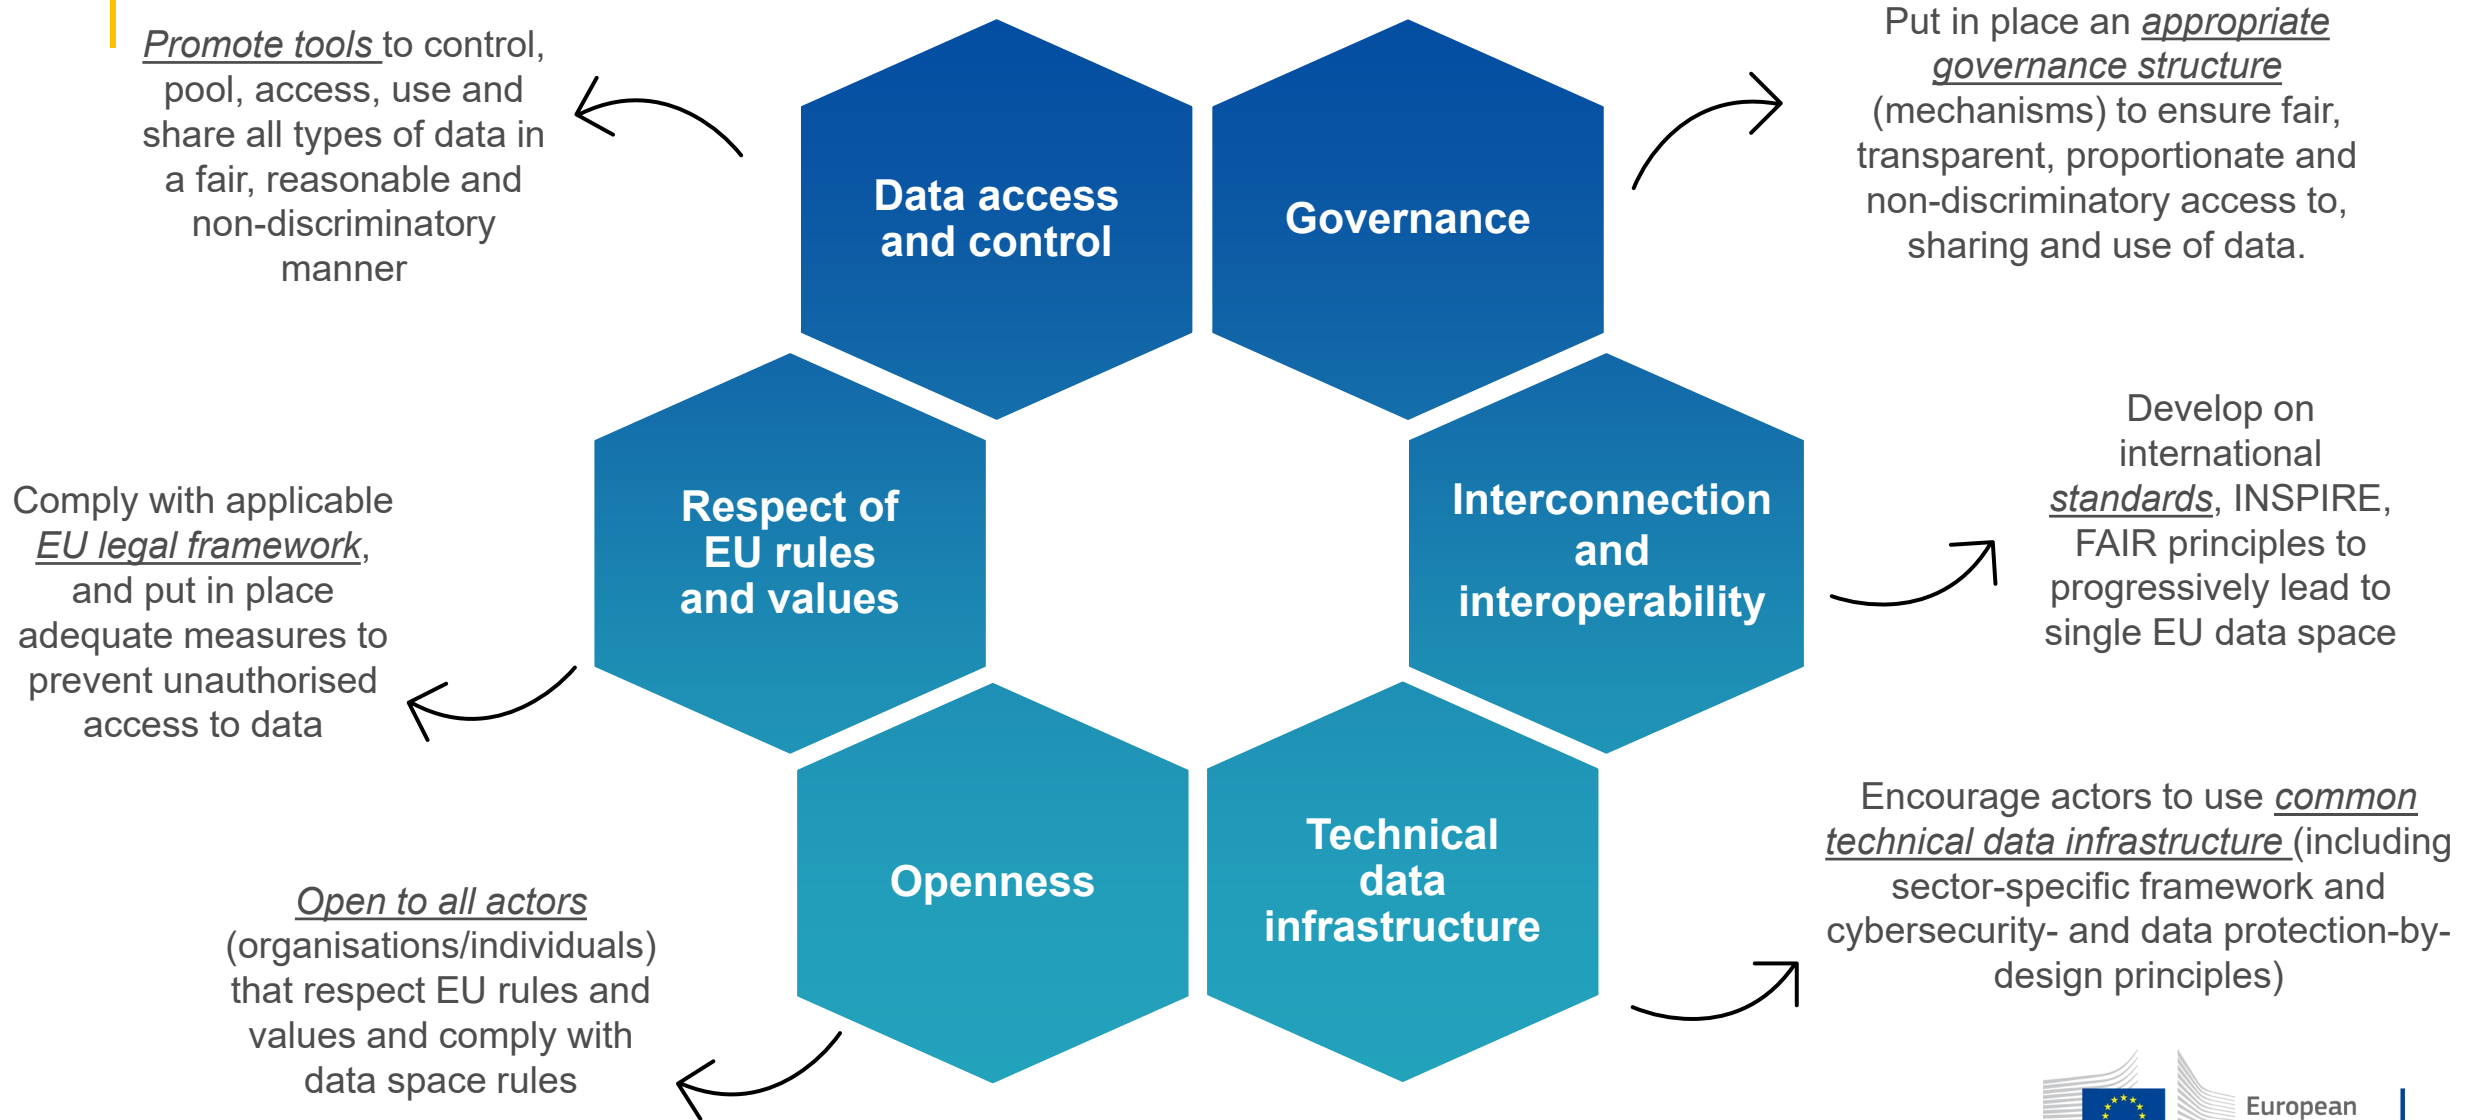 Promote tools to control,
pool, access, use and
share all types of data in
a fair, reasonable and
non-discriminatory
manner
Data access
and control
Governance
Put in place an appropriate
governance structure
(mechanisms) to ensure fair,
transparent, proportionate and
non-discriminatory access to,
sharing and use of data.
Comply with applicable
EU legal framework,
and put in place
adequate measures to
prevent unauthorised
access to data
Respect of
EU rules
and values
Interconnection
and
interoperability
Develop on
international
standards, INSPIRE,
FAIR principles to
progressively lead to
single EU data space
Open to all actors
(organisations/individuals)
that respect EU rules and
values and comply with
data space rules
Openness
Technical
data
infrastructure
Encourage actors to use common
technical data infrastructure (including
sector-specific framework and
cybersecurity- and data protection-by-
design principles)
European